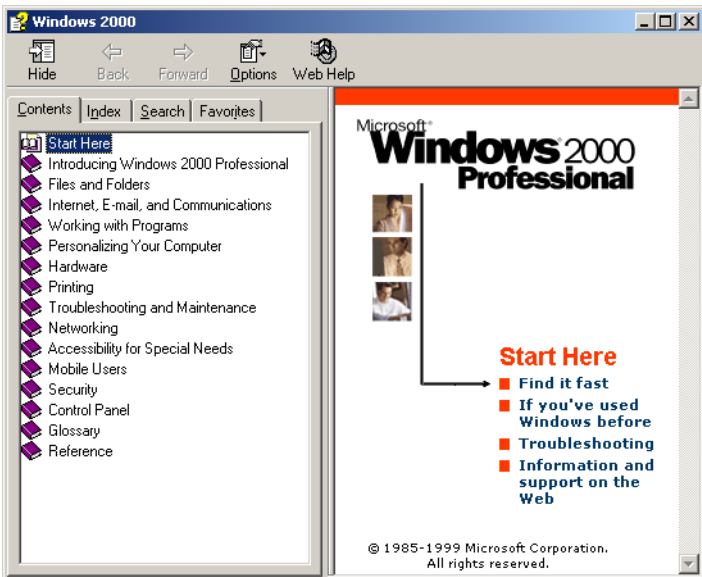 Windows 2000
Hide Back Forward Options Web Help
Contents Index Search Favorites
Start Here
Introducing Windows 2000 Professional
Files and Folders
Internet, E-mail, and Communications
Working with Programs
Personalizing Your Computer
Hardware
Printing
Troubleshooting and Maintenance
Networking
Accessibility for Special Needs
Mobile Users
Security
Control Panel
Glossary
Reference
Microsoft®
Windows® 2000
Professional
Start Here
Find it fast
If you've used
Windows before
Troubleshooting
Information and
support on the
Web
© 1985-1999 Microsoft Corporation.
All rights reserved.